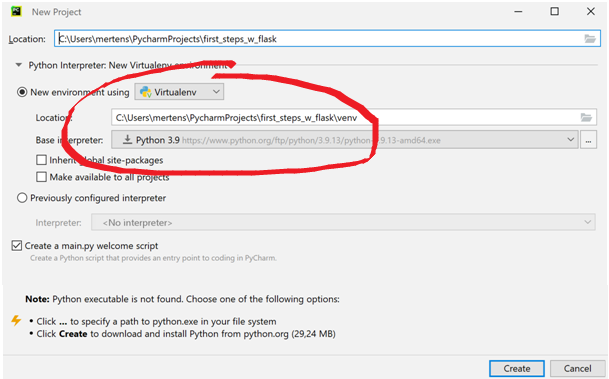 New Project
Location: C:\Users\mertens\PycharmProjects\first_steps_w_flask
Python Interpreter: New Virtualenv environment
New environment using Virtualenv
Location: C:\Users\mertens\PycharmProjects\first_steps_w_flask\venv
Base interpreter: Python 3.9 https://www.python.org/ftp/python/3.9.13/python-3.9.13-amd64.exe ...
Inherit global site-packages
Make available to all projects
Previously configured interpreter
Interpreter: <No interpreter>
Create a main.py welcome script
Create a Python script that provides an entry point to coding in PyCharm.
Note: Python executable is not found. Choose one of the following options:
• Click ... to specify a path to python.exe in your file system
• Click Create to download and install Python from python.org (29,24 MB)
Create Cancel